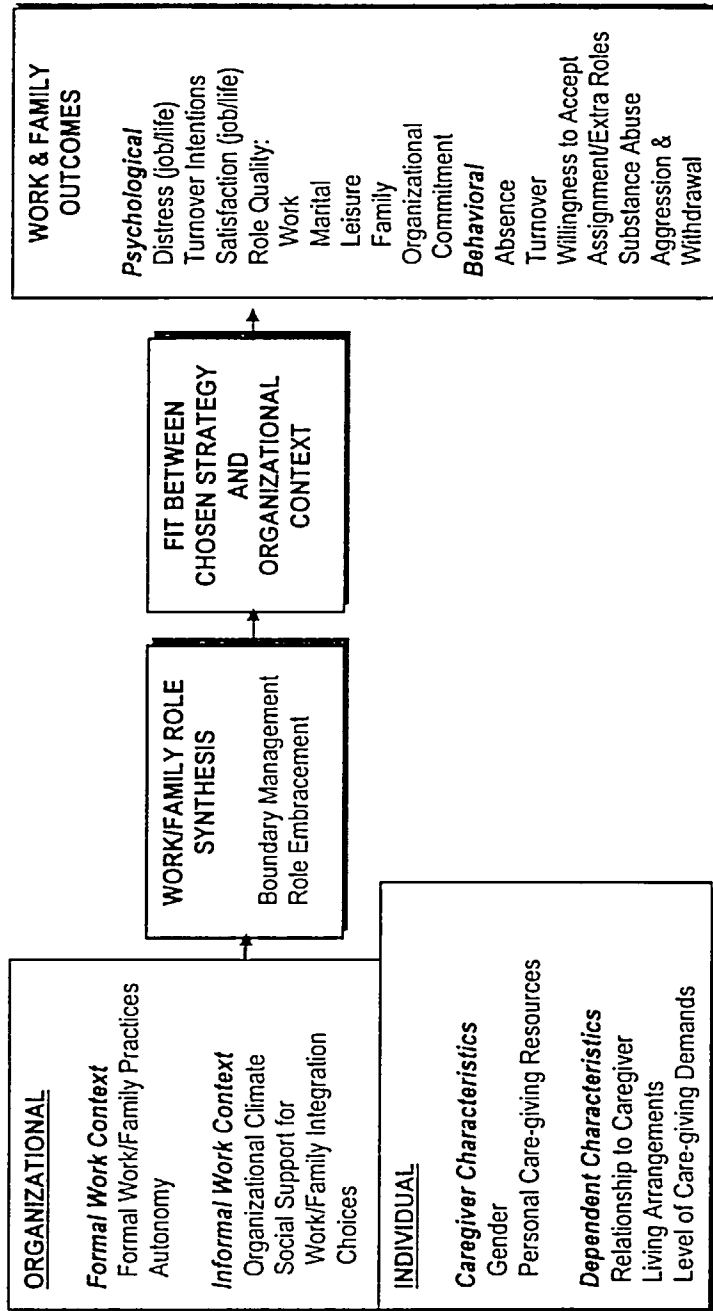 ORGANIZATIONAL
Formal Work Context
Formal Work/Family Practices
Autonomy
Informal Work Context
Organizational Climate
Social Support for
Work/Family Integration
Choices
INDIVIDUAL
Caregiver Characteristics
Gender
Personal Care-giving Resources
Dependent Characteristics
Relationship to Caregiver
Living Arrangements
Level of Care-giving Demands
WORK/FAMILY ROLE
SYNTHESIS
Boundary Management
Role Embracement
FIT BETWEEN
CHOSEN STRATEGY
AND
ORGANIZATIONAL
CONTEXT
WORK & FAMILY
OUTCOMES
Psychological
Distress (job/life)
Turnover Intentions
Satisfaction (job/life)
Role Quality:
Work
Marital
Leisure
Family
Organizational
Commitment
Behavioral
Absence
Turnover
Willingness to Accept
Assignment/Extra Roles
Substance Abuse
Aggression &
Withdrawal